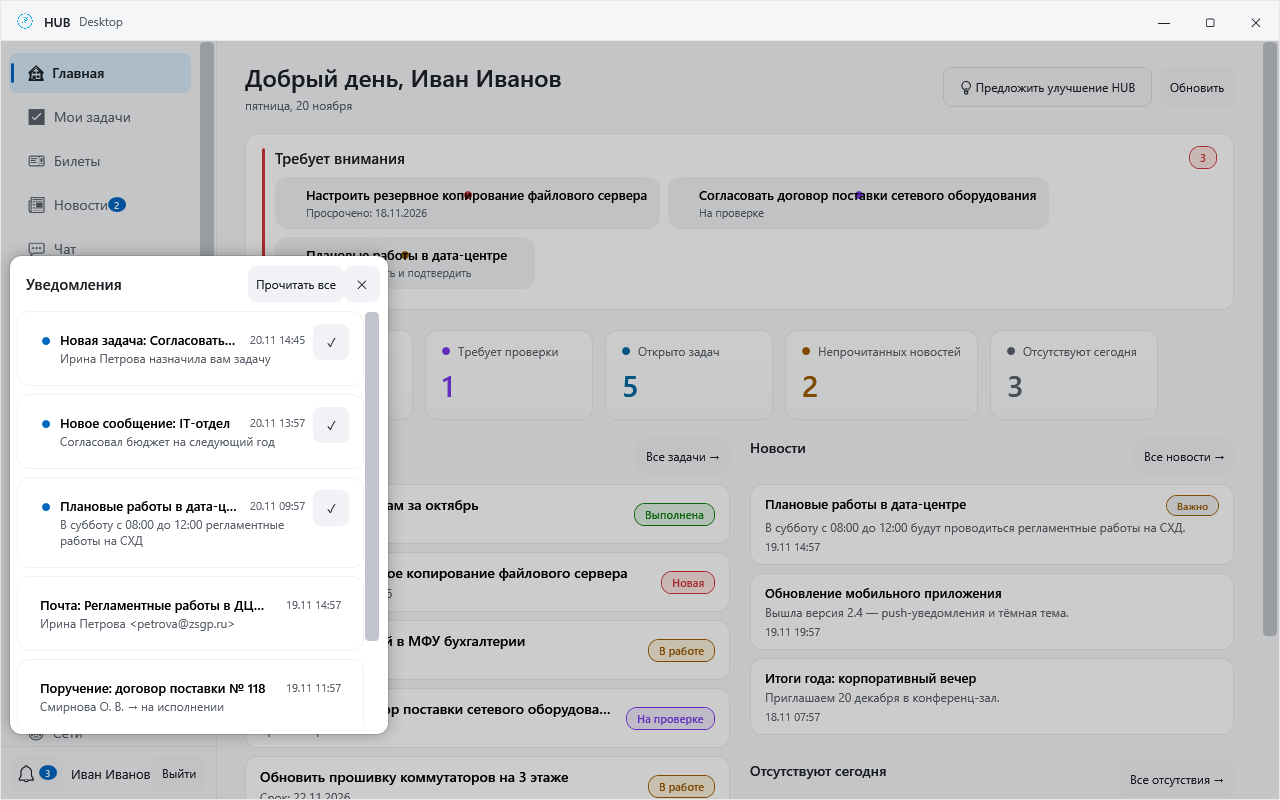 HUB Desktop
Главная
Мои задачи
Билеты
Новости 2
Чат
Сети
3 Иван Иванов Выйти
Добрый день, Иван Иванов
пятница, 20 ноября
Предложить улучшение HUB
Обновить
Требует внимания
3
Настроить резервное копирование файлового сервера
Просрочено: 18.11.2026
Согласовать договор поставки сетевого оборудования
На проверке
Плановые работы в дата-центре
ь и подтвердить
Требует проверки
1
Открыто задач
5
Непрочитанных новостей
2
Отсутствуют сегодня
3
Уведомления
Прочитать все
Новая задача: Согласовать... 20.11 14:45
Ирина Петрова назначила вам задачу
Новое сообщение: IT-отдел 20.11 13:57
Согласовал бюджет на следующий год
Плановые работы в дата-ц... 20.11 09:57
В субботу с 08:00 до 12:00 регламентные
работы на СХД
Почта: Регламентные работы в ДЦ... 19.11 14:57
Ирина Петрова <petrova@zsgp.ru>
Поручение: договор поставки № 118 19.11 11:57
Смирнова О. В. → на исполнении
Все задачи →
ам за октябрь
Выполнена
ое копирование файлового сервера
6
Новая
й в МФУ бухгалтерии
В работе
ор поставки сетевого оборудова...
На проверке
Обновить прошивку коммутаторов на 3 этаже
Срок: 22.11.2026
В работе
Новости
Все новости →
Плановые работы в дата-центре
Важно
В субботу с 08:00 до 12:00 будут проводиться регламентные работы на СХД.
19.11 14:57
Обновление мобильного приложения
Вышла версия 2.4 — push-уведомления и тёмная тема.
19.11 19:57
Итоги года: корпоративный вечер
Приглашаем 20 декабря в конференц-зал.
18.11 07:57
Отсутствуют сегодня
Все отсутствия →